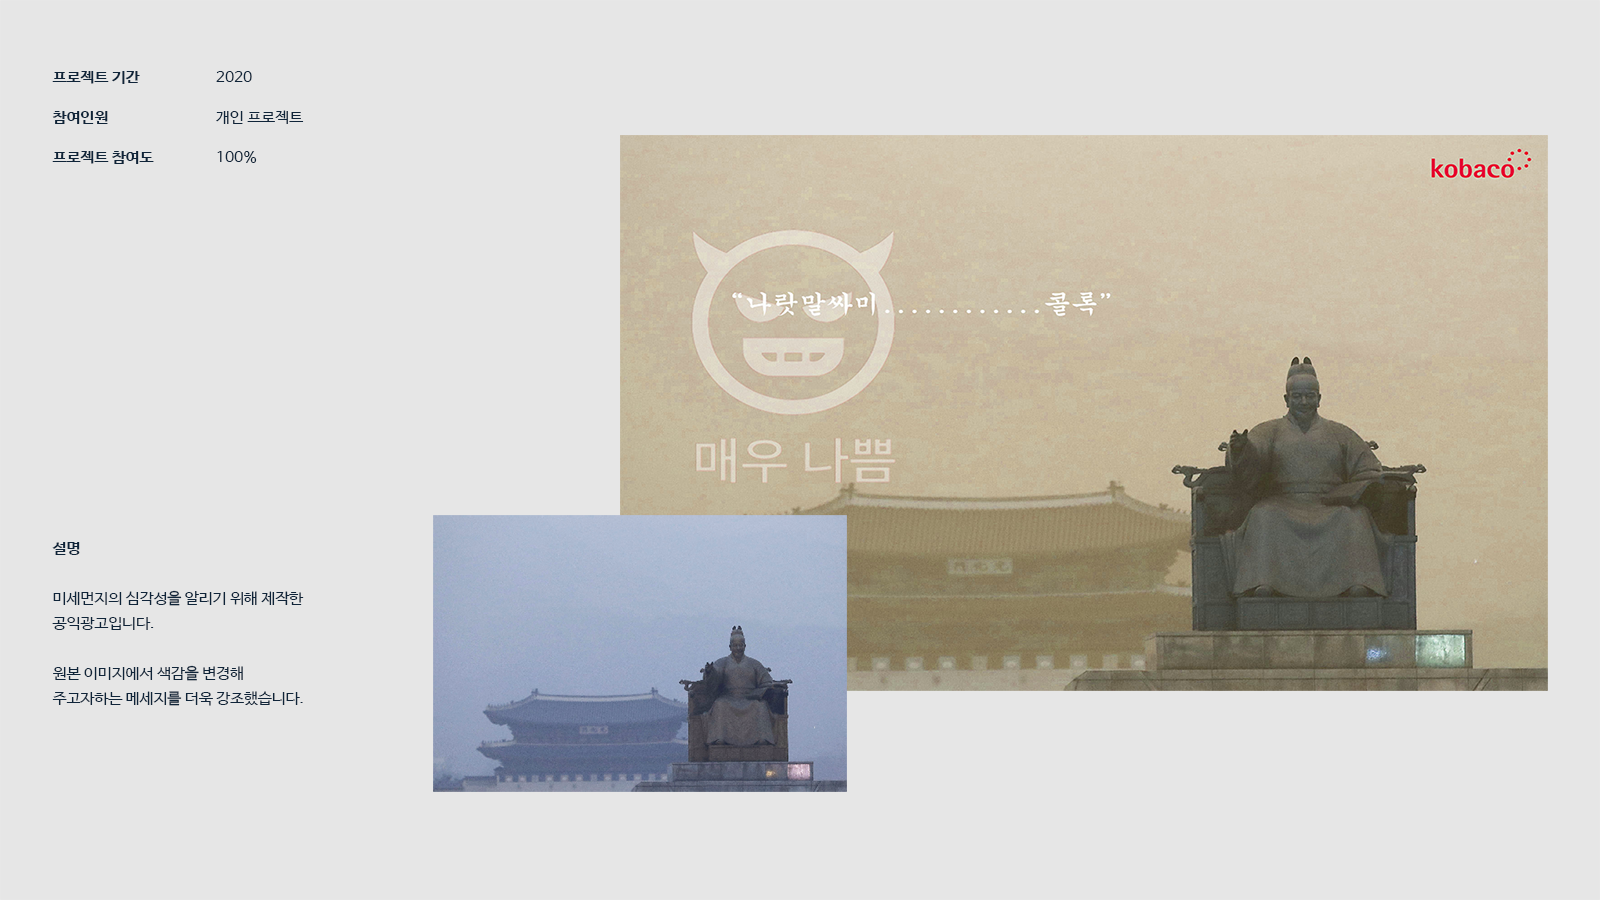 프로젝트 기간 2020
참여인원 개인 프로젝트
프로젝트 참여도 100%
kobaco
“나랏말싸미............콜록”
매우 나쁨
설명
미세먼지의 심각성을 알리기 위해 제작한
공익광고입니다.
원본 이미지에서 색감을 변경해
주고자하는 메세지를 더욱 강조했습니다.